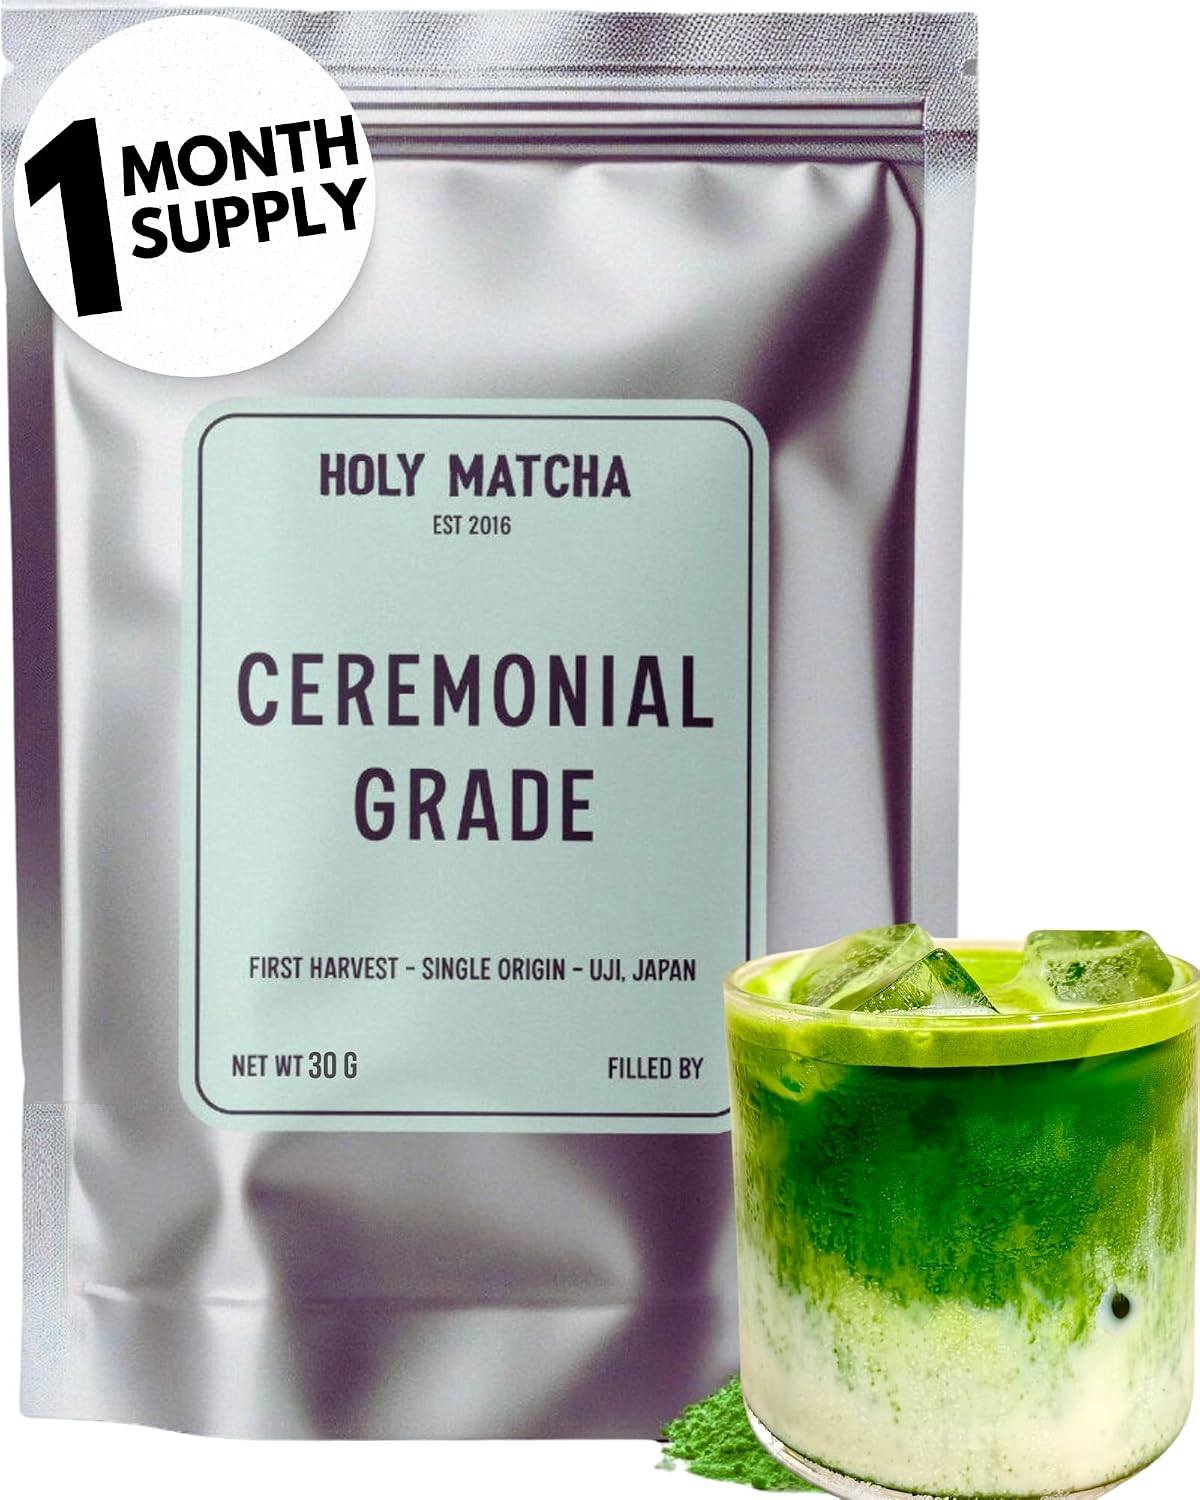 1 MONTH
SUPPLY
HOLY MATCHA
EST 2016
CEREMONIAL
GRADE
FIRST HARVEST - SINGLE ORIGIN - UJI, JAPAN
NET WT 30 G
FILLED BY